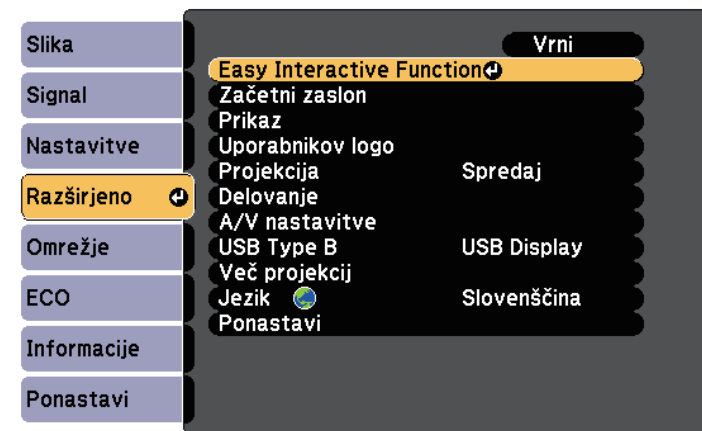 Slika
Signal
Nastavitve
Razširjeno
Omrežje
ECO
Informacije
Ponastavi
Vrni
Easy Interactive Function
Začetni zaslon
Prikaz
Uporabnikov logo
Projekcija Spredaj
Delovanje
A/V nastavitve
USB Type B USB Display
Več projekcij
Jezik Slovenščina
Ponastavi